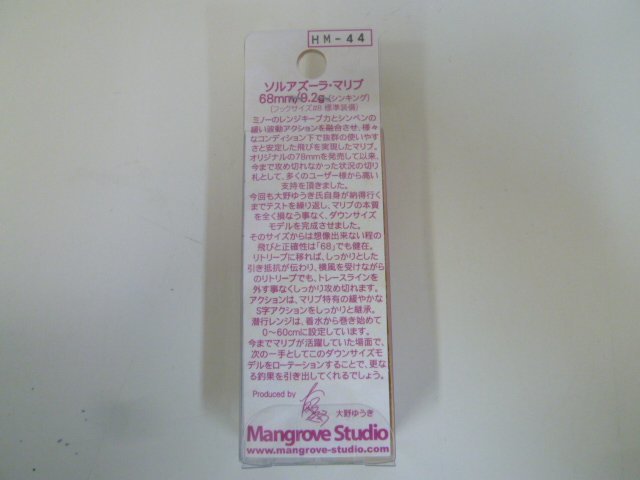 HM-44
ソルアズーラ・マリブ
68mm/9.2g(シンキング)
(フックサイズ#8 標準装備)
ミノーのレンジキープ力とシンペンの
緩い波動アクションを融合させ、様々
なコンディション下で抜群の使いやす
さと安定した飛びを実現したマリブ。
オリジナルの78mmを発売して以来、
今まで攻め切れなかった状況の切り
札として、多くのユーザー様から高い
支持を頂きました。
今回も大野ゆうき氏自身が納得行く
までテストを繰り返し、マリブの本質
を全く損なう事なく、ダウンサイズ
モデルを完成させました。
そのサイズからは想像出来ない程の
飛びと正確性は「68」でも健在。
リトリーブに移れば、しっかりとした
引き抵抗が伝わり、横風を受けながら
のリトリーブでも、トレースラインを
外す事なくしっかり攻め切れます。
アクションは、マリブ特有の緩やかな
S字アクションをしっかりと継承。
潜行レンジは、着水から巻き始めて
0～60cmに設定しています。
今までマリブが活躍していた場面で、
次の一手としてこのダウンサイズモ
デルをローテーションすることで、更な
る釣果を引き出してくれるでしょう。
Produced by
大野ゆうき
Mangrove Studio
www.mangrove-studio.com